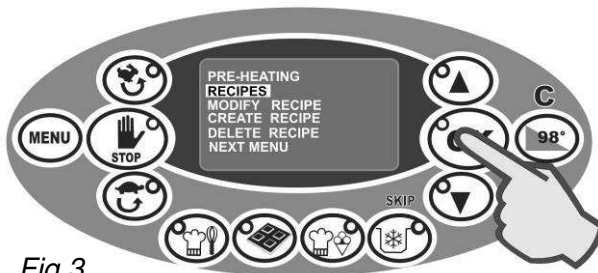 PRE-HEATING
RECIPES
MODIFY RECIPE
CREATE RECIPE
DELETE RECIPE
NEXT MENU
MENU
STOP
C
98°
SKIP
Fig.3